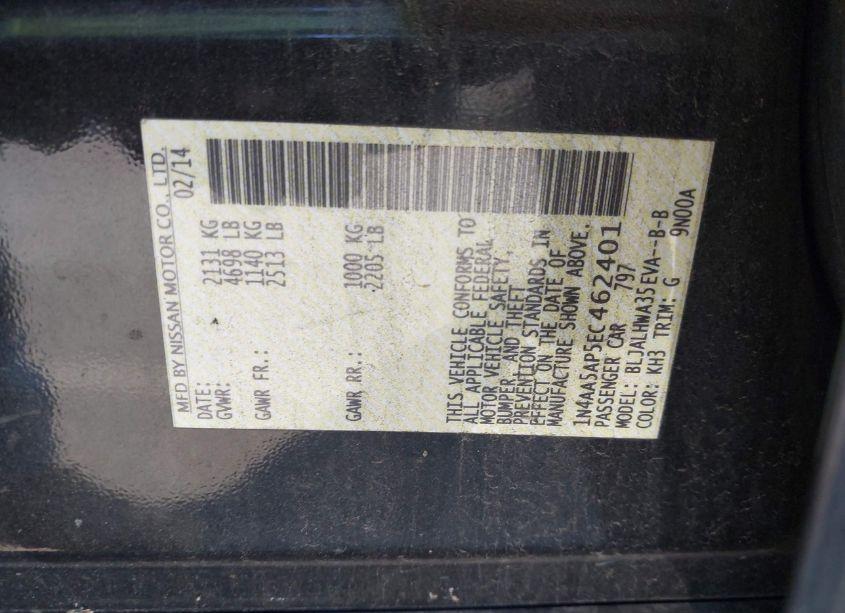 MFD BY NISSAN MOTOR CO., LTD.
DATE: 02/14
GVWR: 2131 KG
4698 LB
GAWR FR.: 1140 KG
2513 LB
GAWR RR.: 1000 KG
2205 LB
THIS VEHICLE CONFORMS TO
ALL APPLICABLE FEDERAL
MOTOR VEHICLE SAFETY,
BUMPER, AND THEFT
PREVENTION STANDARDS IN
EFFECT ON THE DATE OF
MANUFACTURE SHOWN ABOVE.
1N4AA5AP5EC462401
PASSENGER CAR 797
MODEL: BLJALHWA35EVA--B-B
COLOR: KH3 TRIM: G 9N00A